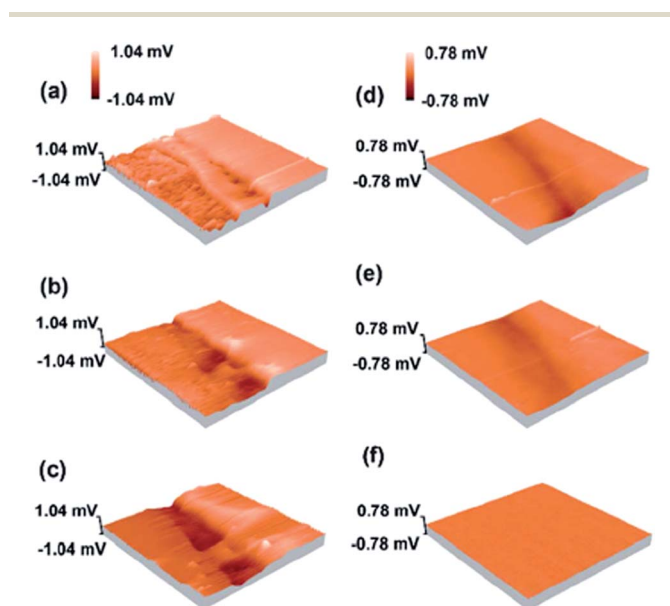 1.04 mV
-1.04 mV
(a)
1.04 mV
-1.04 mV
(b)
1.04 mV
-1.04 mV
(c)
1.04 mV
-1.04 mV
0.78 mV
-0.78 mV
(d)
0.78 mV
-0.78 mV
(e)
0.78 mV
-0.78 mV
(f)
0.78 mV
-0.78 mV